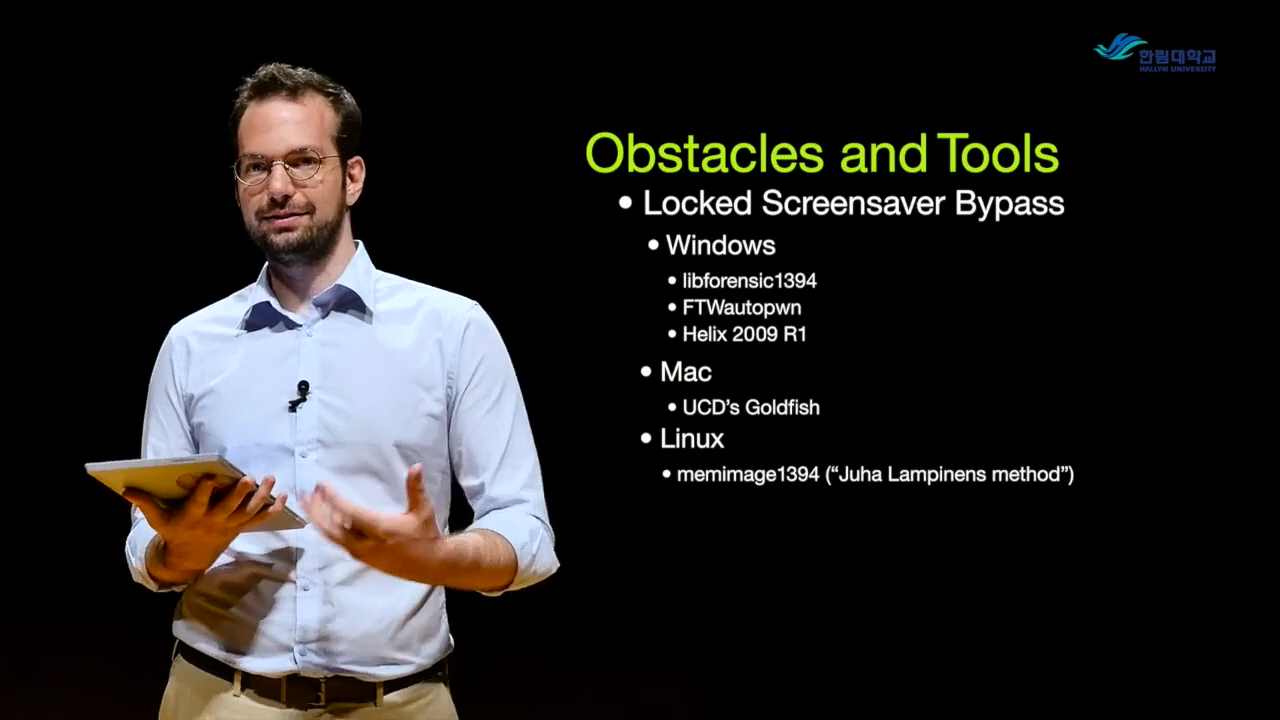 한림대학교
HALLYM UNIVERSITY
Obstacles and Tools
• Locked Screensaver Bypass
• Windows
• libforensic1394
• FTWautopwn
• Helix 2009 R1
• Mac
• UCD's Goldfish
• Linux
• memimage1394 (“Juha Lampinens method”)